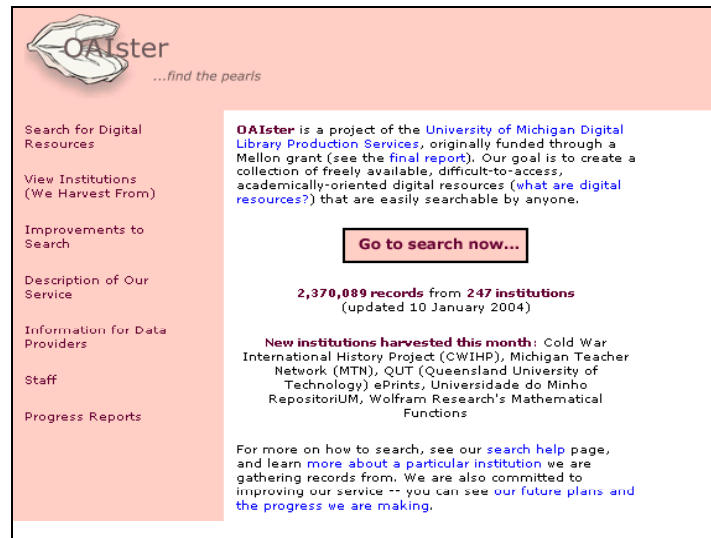 OAIster
...find the pearls
Search for Digital
Resources
View Institutions
(We Harvest From)
Improvements to
Search
Description of Our
Service
Information for Data
Providers
Staff
Progress Reports
OAIster is a project of the University of Michigan Digital
Library Production Services, originally funded through a
Mellon grant (see the final report). Our goal is to create a
collection of freely available, difficult-to-access,
academically-oriented digital resources (what are digital
resources?) that are easily searchable by anyone.
Go to search now...
2,370,089 records from 247 institutions
(updated 10 January 2004)
New institutions harvested this month: Cold War
International History Project (CWIHP), Michigan Teacher
Network (MTN), QUT (Queensland University of
Technology) ePrints, Universidade do Minho
RepositoriUM, Wolfram Research's Mathematical
Functions
For more on how to search, see our search help page,
and learn more about a particular institution we are
gathering records from. We are also committed to
improving our service -- you can see our future plans and
the progress we are making.